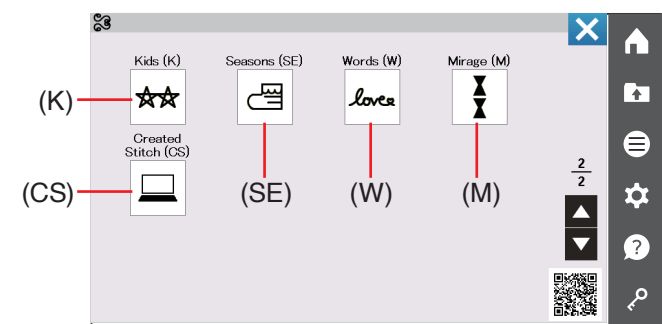 Kids (K)
Seasons (SE)
Words (W)
Mirage (M)
(K)
love
Created
Stitch (CS)
(CS)
(SE)
(W)
(M)
2
2
?